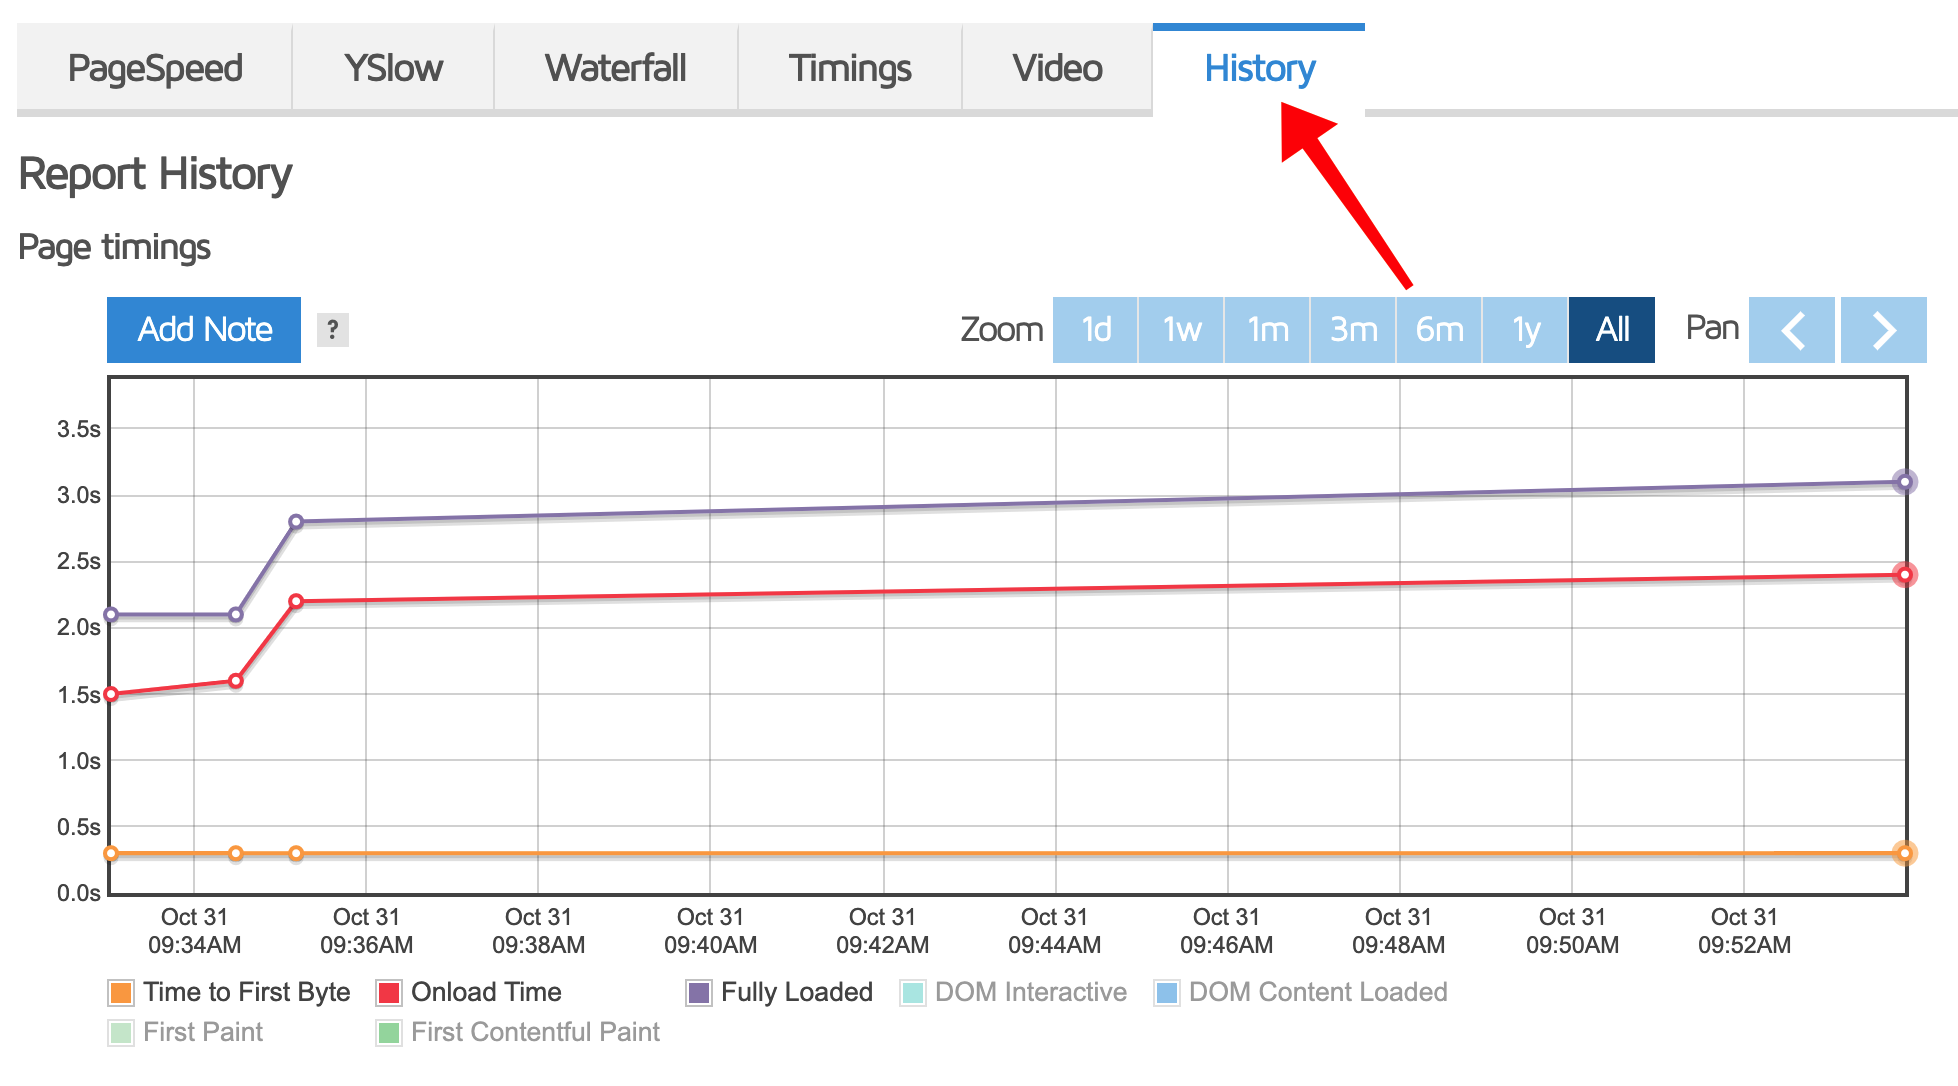 PageSpeed YSlow Waterfall Timings Video History
Report History
Page timings
Add Note ? Zoom 1d 1w 1m 3m 6m 1y All Pan
3.5s
3.0s
2.5s
2.0s
1.5s
1.0s
0.5s
0.0s
Oct 31 Oct 31 Oct 31 Oct 31 Oct 31 Oct 31 Oct 31 Oct 31 Oct 31 Oct 31
09:34AM 09:36AM 09:38AM 09:40AM 09:42AM 09:44AM 09:46AM 09:48AM 09:50AM 09:52AM
Time to First Byte Onload Time Fully Loaded DOM Interactive DOM Content Loaded
First Paint First Contentful Paint